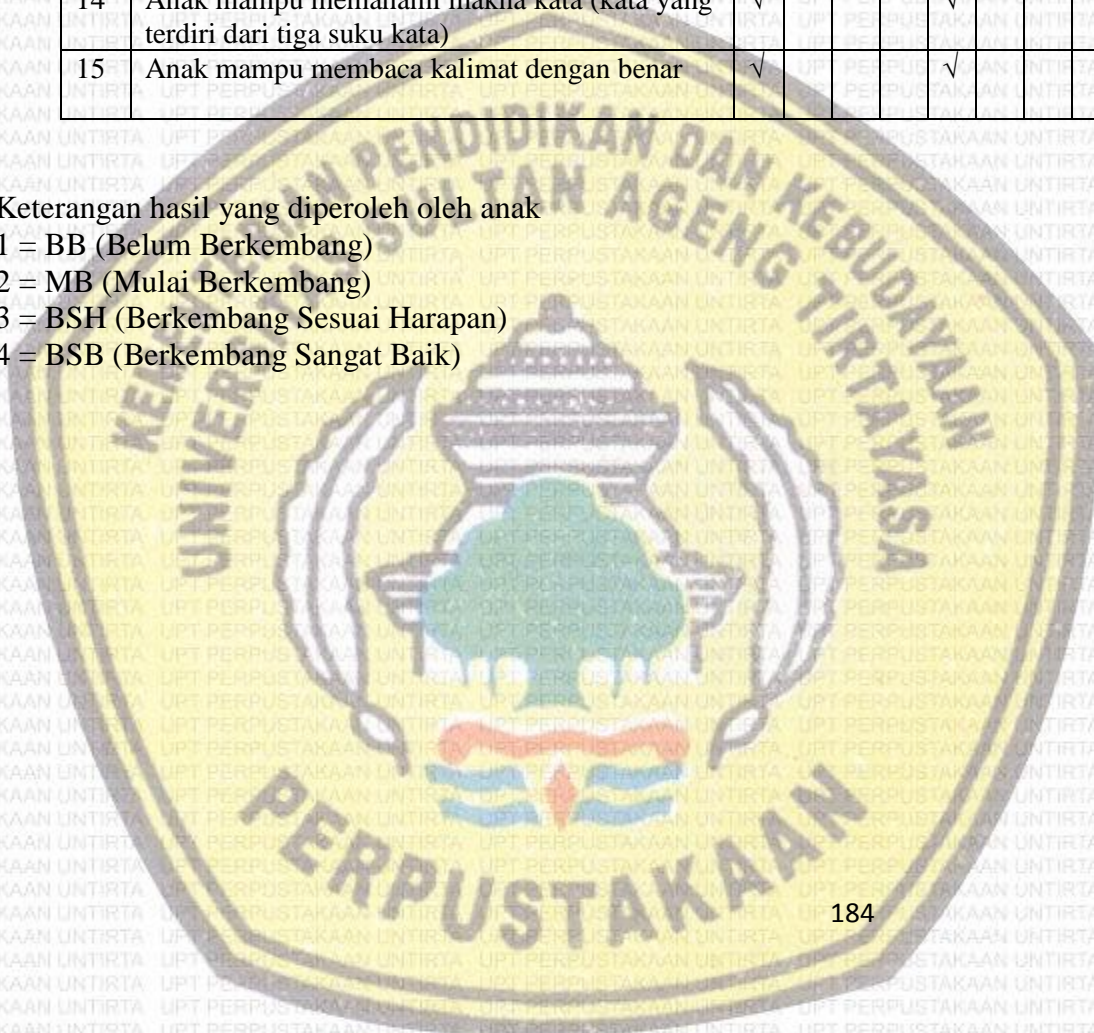 14 Anak mampu memahami makna kata (kata yang √ √
terdiri dari tiga suku kata)
15 Anak mampu membaca kalimat dengan benar √ √
KEMENTERIAN PENDIDIKAN DAN KEBUDAYAAN
UNIVERSITAS SULTAN AGENG TIRTAYASA
Keterangan hasil yang diperoleh oleh anak
1 = BB (Belum Berkembang)
2 = MB (Mulai Berkembang)
3 = BSH (Berkembang Sesuai Harapan)
4 = BSB (Berkembang Sangat Baik)
PERPUSTAKAAN
184